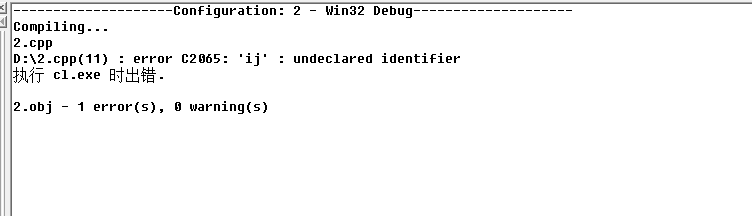 --------------------Configuration: 2 - Win32 Debug--------------------
Compiling...
2.cpp
D:\2.cpp(11) : error C2065: 'ij' : undeclared identifier
执行 cl.exe 时出错.
2.obj - 1 error(s), 0 warning(s)